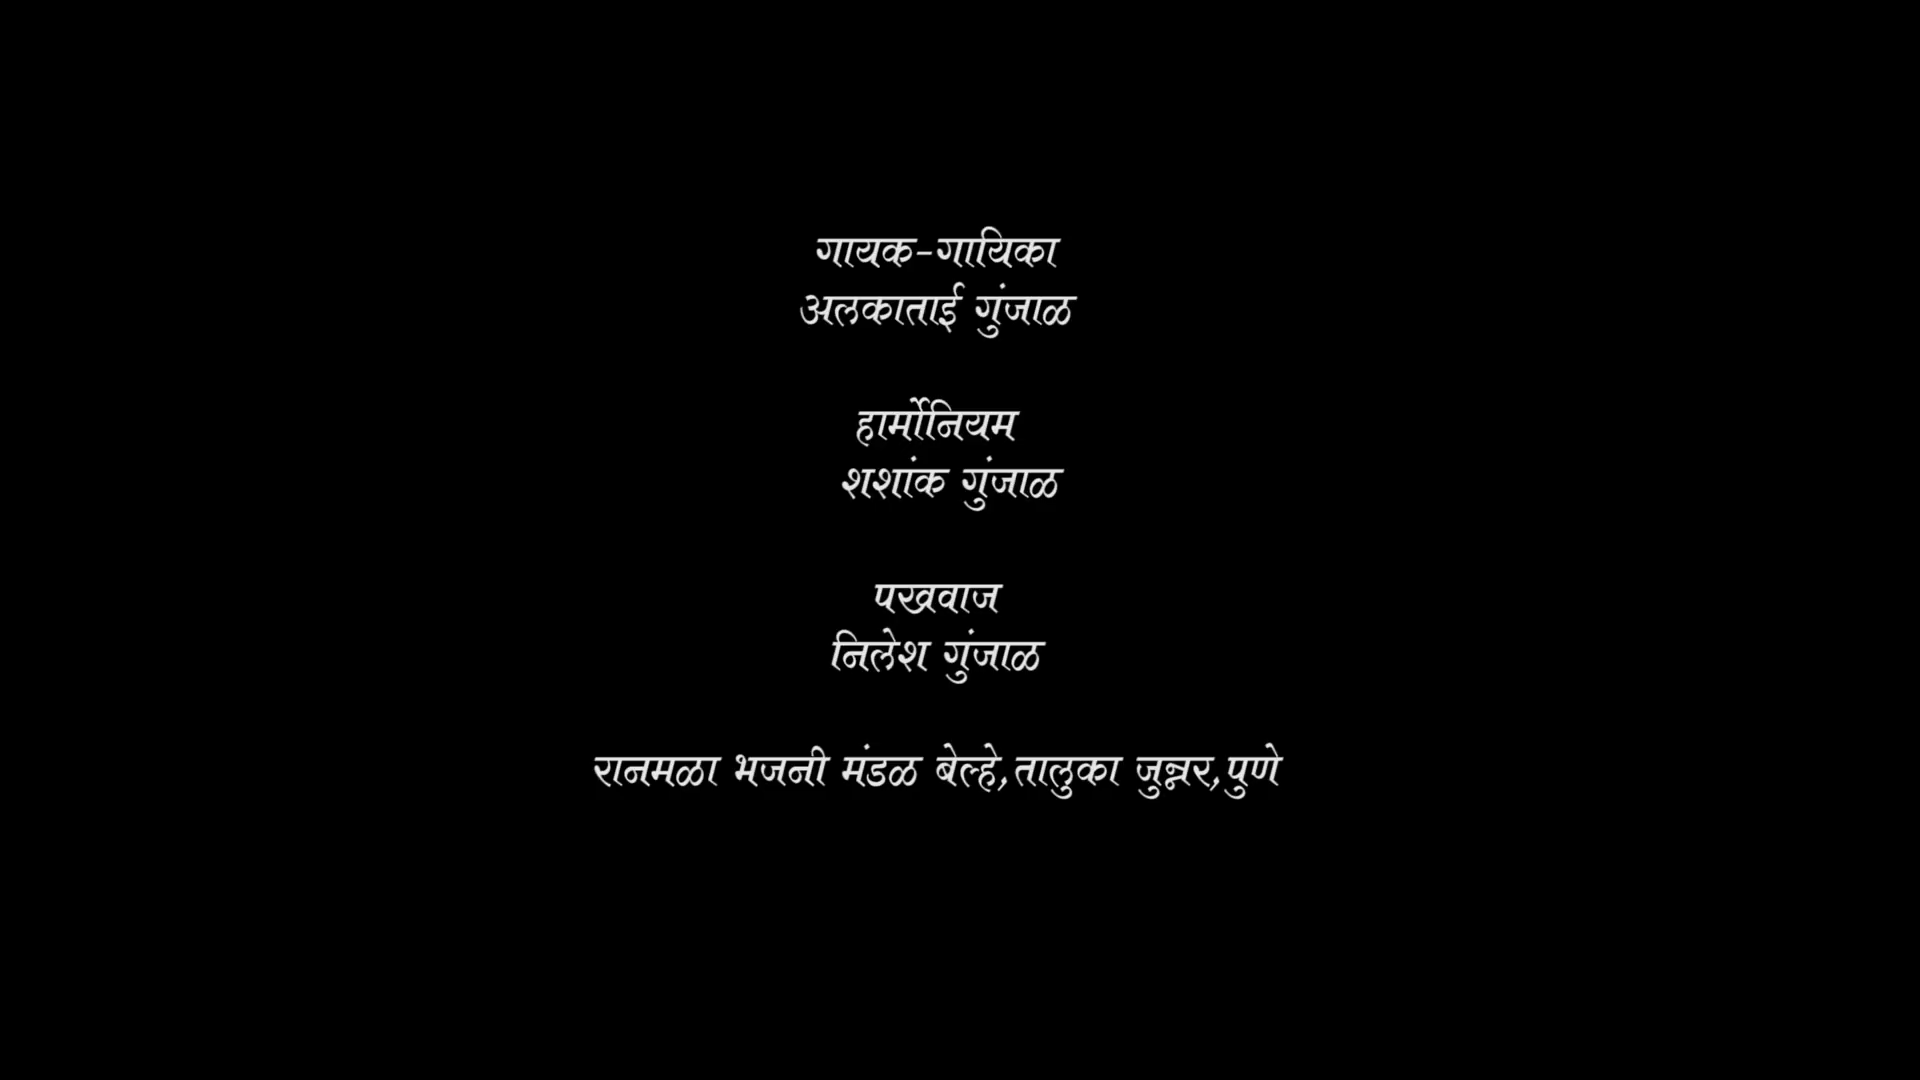 गायक-गायिका
अलकाताई गुंजाळ
हार्मोनियम
शशांक गुंजाळ
पखवाज
निलेश गुंजाळ
रानमळा भजनी मंडळ बेल्हे,तालुका जुन्नर,पुणे